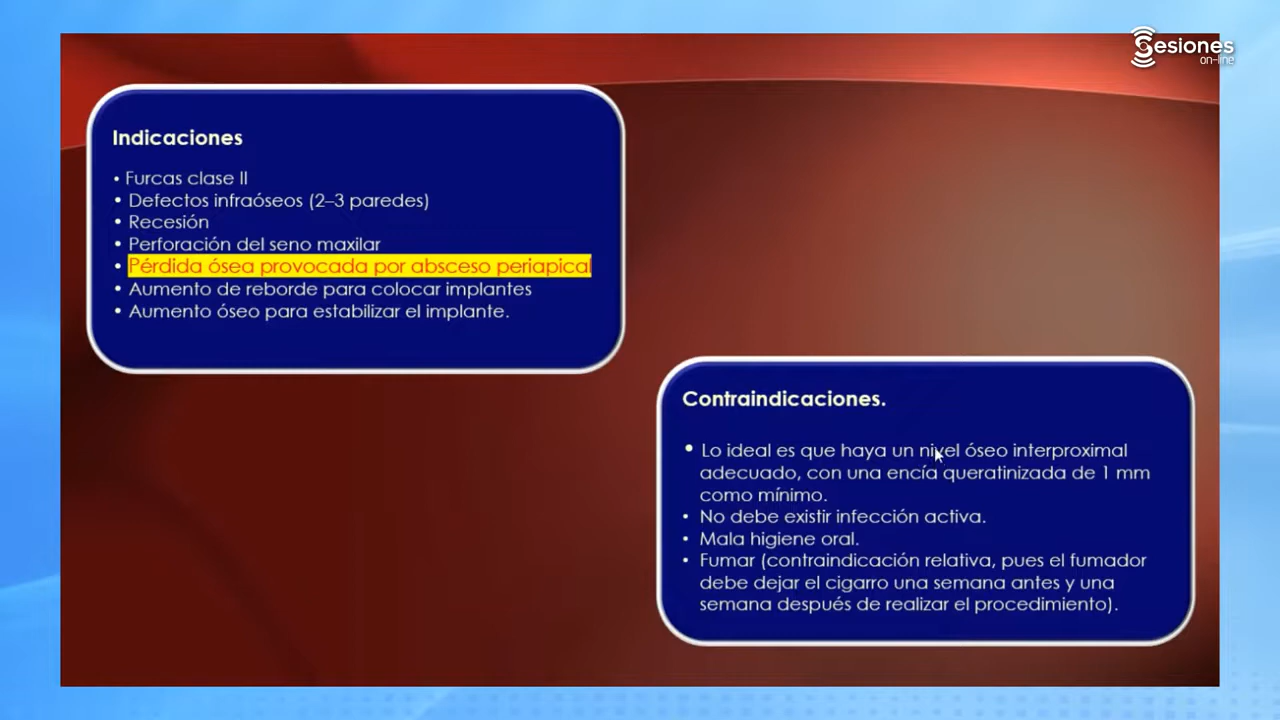 Sesiones
on-line
Indicaciones
• Furcas clase II
• Defectos infraóseos (2–3 paredes)
• Recesión
• Perforación del seno maxilar
• Pérdida ósea provocada por absceso periapical
• Aumento de reborde para colocar implantes
• Aumento óseo para estabilizar el implante.
Contraindicaciones.
• Lo ideal es que haya un nivel óseo interproximal
adecuado, con una encía queratinizada de 1 mm
como mínimo.
• No debe existir infección activa.
• Mala higiene oral.
• Fumar (contraindicación relativa, pues el fumador
debe dejar el cigarro una semana antes y una
semana después de realizar el procedimiento).